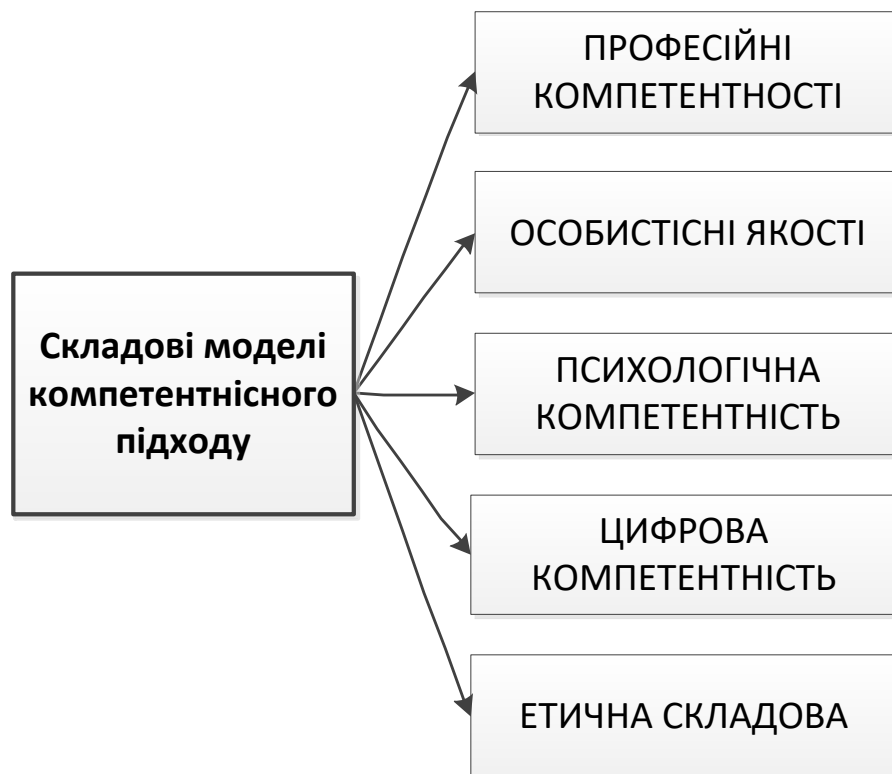 Складові моделі
компетентнісного
підходу
ПРОФЕСІЙНІ
КОМПЕТЕНТНОСТІ
ОСОБИСТІСНІ ЯКОСТІ
ПСИХОЛОГІЧНА
КОМПЕТЕНТНІСТЬ
ЦИФРОВА
КОМПЕТЕНТНІСТЬ
ЕТИЧНА СКЛАДОВА